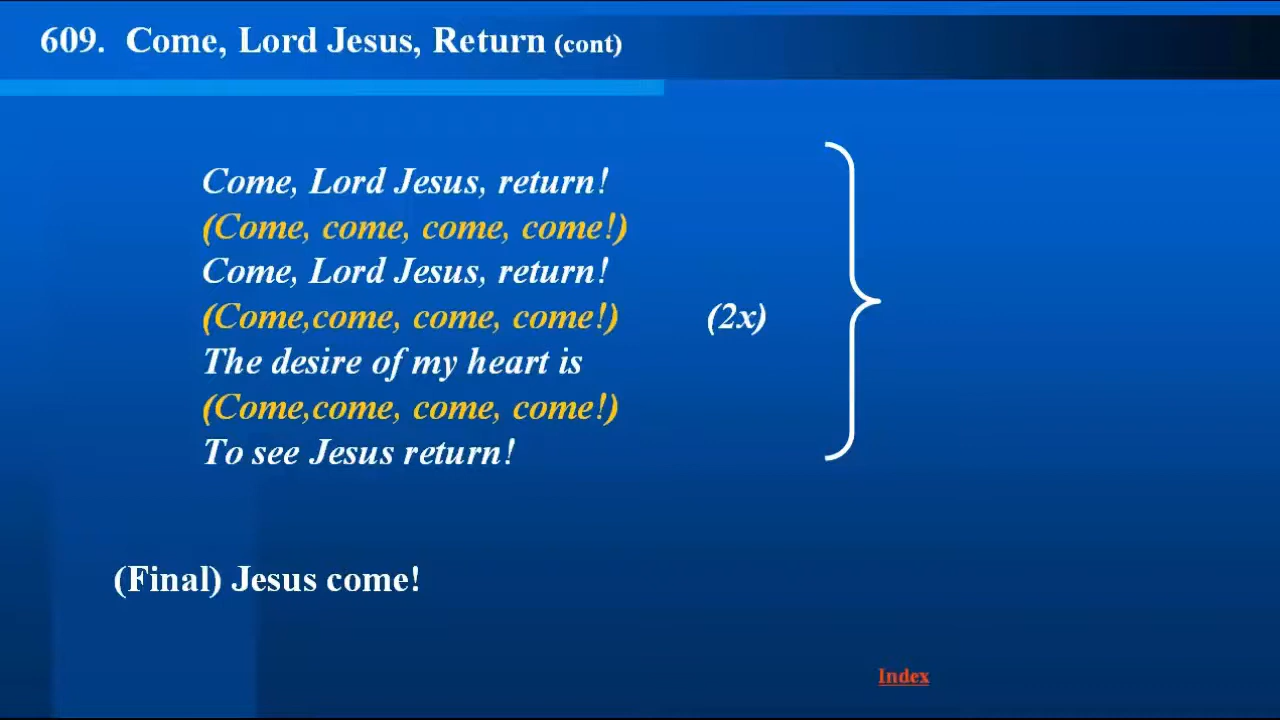 609. Come, Lord Jesus, Return (cont)
Come, Lord Jesus, return!
(Come, come, come, come!)
Come, Lord Jesus, return!
(Come,come, come, come!) (2x)
The desire of my heart is
(Come,come, come, come!)
To see Jesus return!
(Final) Jesus come!
Index